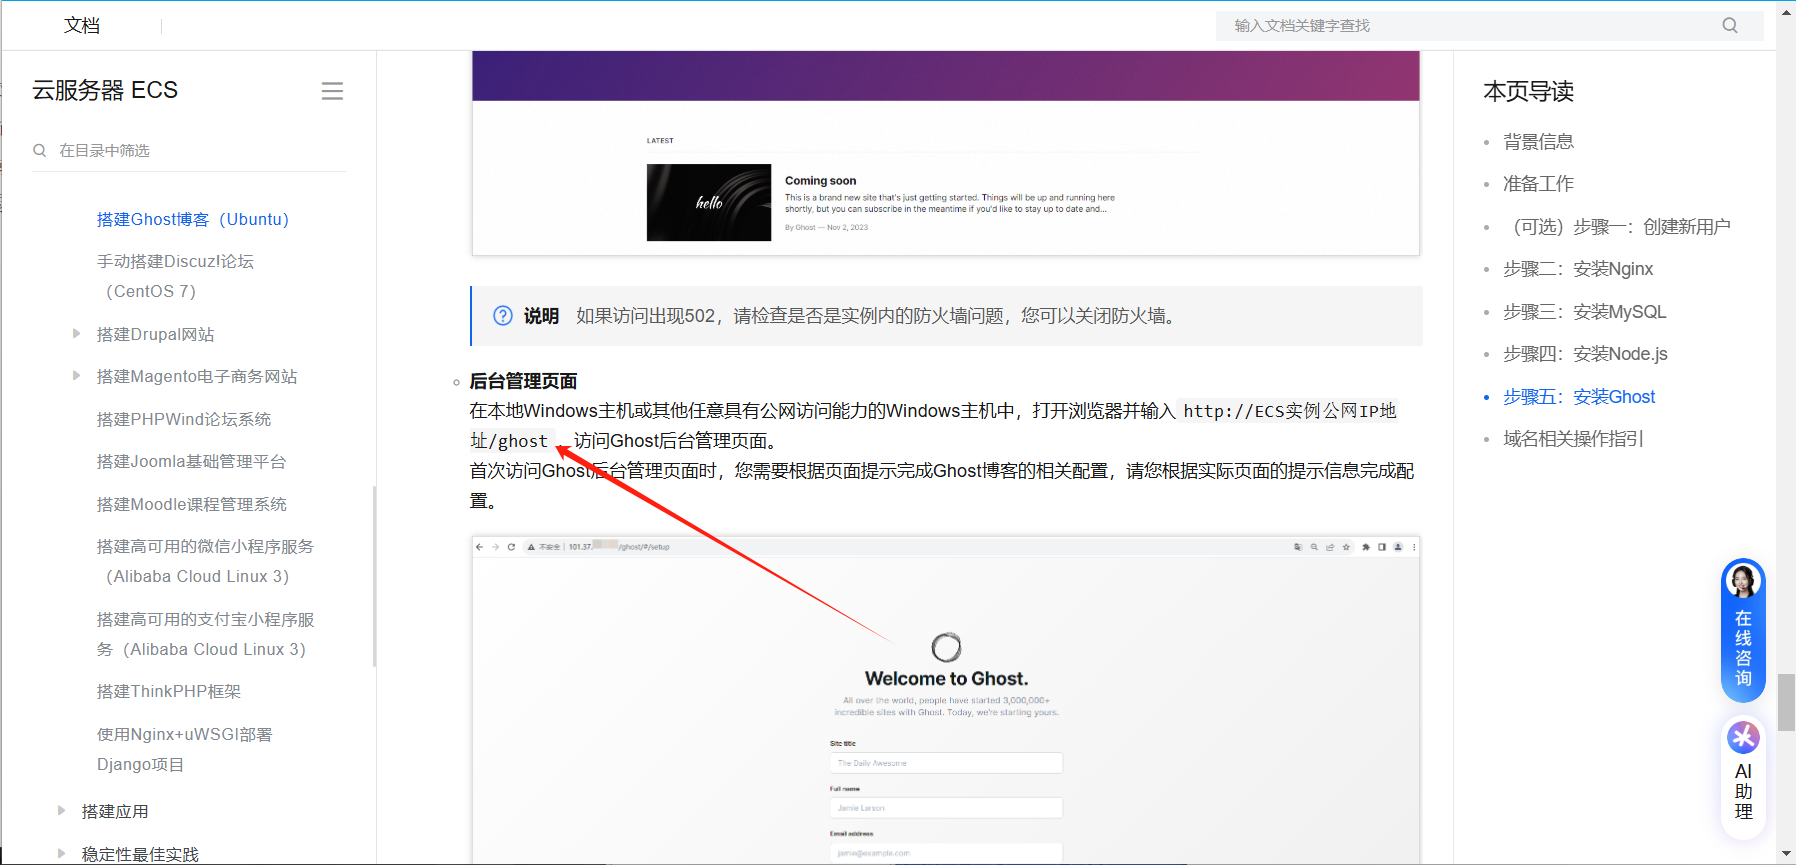 文档
输入文档关键字查找
云服务器 ECS
在目录中筛选
搭建Ghost博客（Ubuntu）
手动搭建Discuz!论坛
（CentOS 7）
搭建Drupal网站
搭建Magento电子商务网站
搭建PHPWind论坛系统
搭建Joomla基础管理平台
搭建Moodle课程管理系统
搭建高可用的微信小程序服务
（Alibaba Cloud Linux 3）
搭建高可用的支付宝小程序服
务（Alibaba Cloud Linux 3）
搭建ThinkPHP框架
使用Nginx+uWSGI部署
Django项目
搭建应用
稳定性最佳实践
LATEST
hello
Coming soon
This is a brand new site that's just getting started. Things will be up and running here
shortly, but you can subscribe in the meantime if you'd like to stay up to date and...
By Ghost — Nov 2, 2023
说明 如果访问出现502，请检查是否是实例内的防火墙问题，您可以关闭防火墙。
后台管理页面
在本地Windows主机或其他任意具有公网访问能力的Windows主机中，打开浏览器并输入 http://ECS实例公网IP地
址/ghost ，访问Ghost后台管理页面。
首次访问Ghost后台管理页面时，您需要根据页面提示完成Ghost博客的相关配置，请您根据实际页面的提示信息完成配
置。
不安全 101.37. /ghost/#/setup
Welcome to Ghost.
All over the world, people have started 3,000,000+
incredible sites with Ghost. Today, we're starting yours.
Site title
The Daily Awesome
Full name
Jamie Larson
Email address
jamie@example.com
本页导读
背景信息
准备工作
（可选）步骤一：创建新用户
步骤二：安装Nginx
步骤三：安装MySQL
步骤四：安装Node.js
步骤五：安装Ghost
域名相关操作指引
在线咨询
AI助理